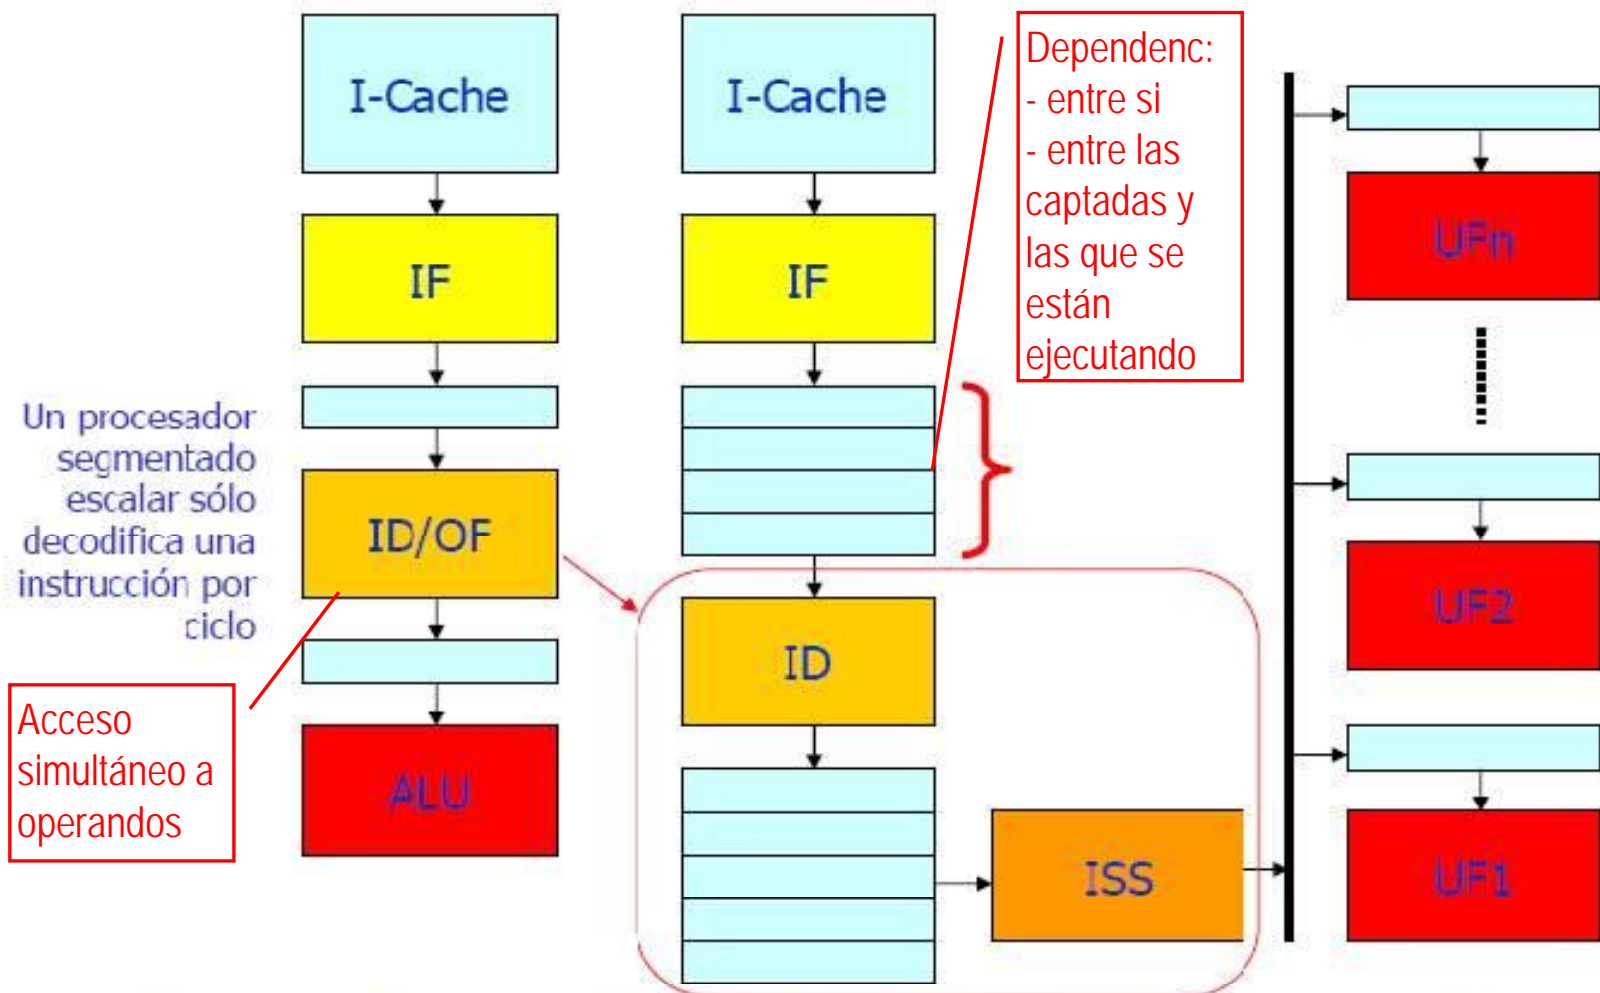 I-Cache
IF
Un procesador
segmentado
escalar sólo
decodifica una
instrucción por
ciclo
ID/OF
Acceso
simultáneo a
operandos
ALU
I-Cache
IF
Dependenc:
- entre si
- entre las
captadas y
las que se
están
ejecutando
ID
ISS
UFn
UF2
UF1